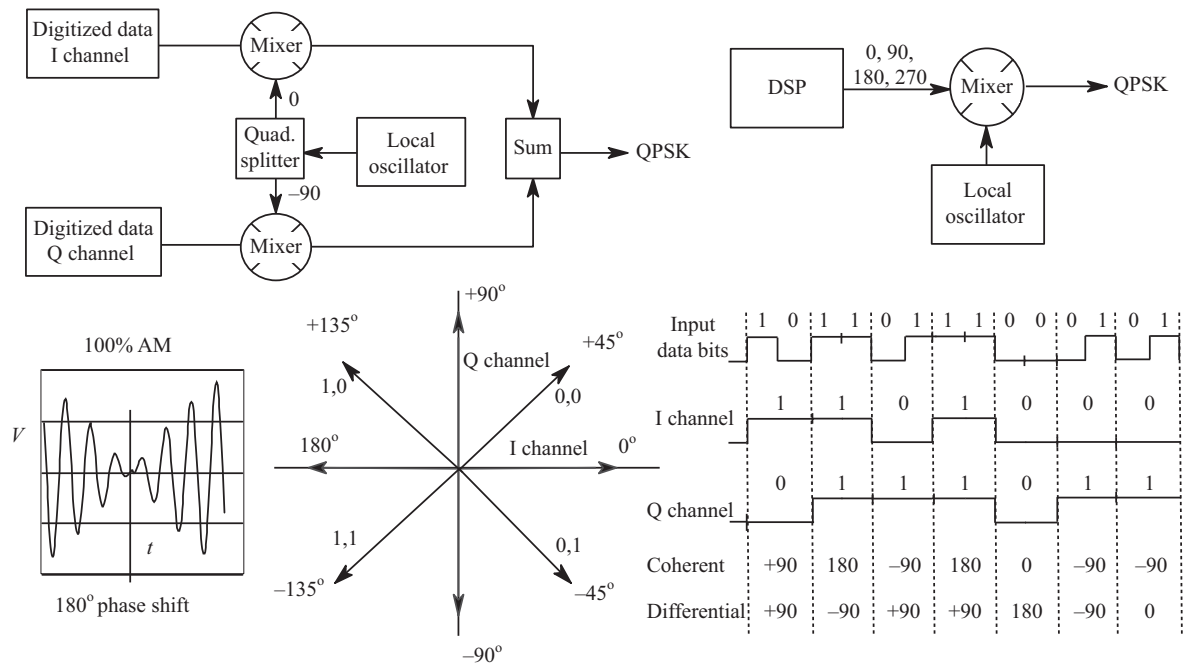 Digitized data
I channel
Mixer
0
Quad.
splitter
Local
oscillator
Sum
QPSK
–90
Digitized data
Q channel
Mixer
DSP
0, 90,
180, 270
Mixer
QPSK
Local
oscillator
100% AM
V
t
180° phase shift
+90°
+135°
+45°
Q channel
1,0
0,0
180°
I channel
0°
1,1
0,1
–135°
–45°
–90°
Input
data bits
1 0 1 1 0 1 1 1 0 0 0 1 0 1
I channel
1 1 0 1 0 0 0
Q channel
0 1 1 1 0 1 1
Coherent +90 180 –90 180 0 –90 –90
Differential +90 –90 +90 +90 180 –90 0